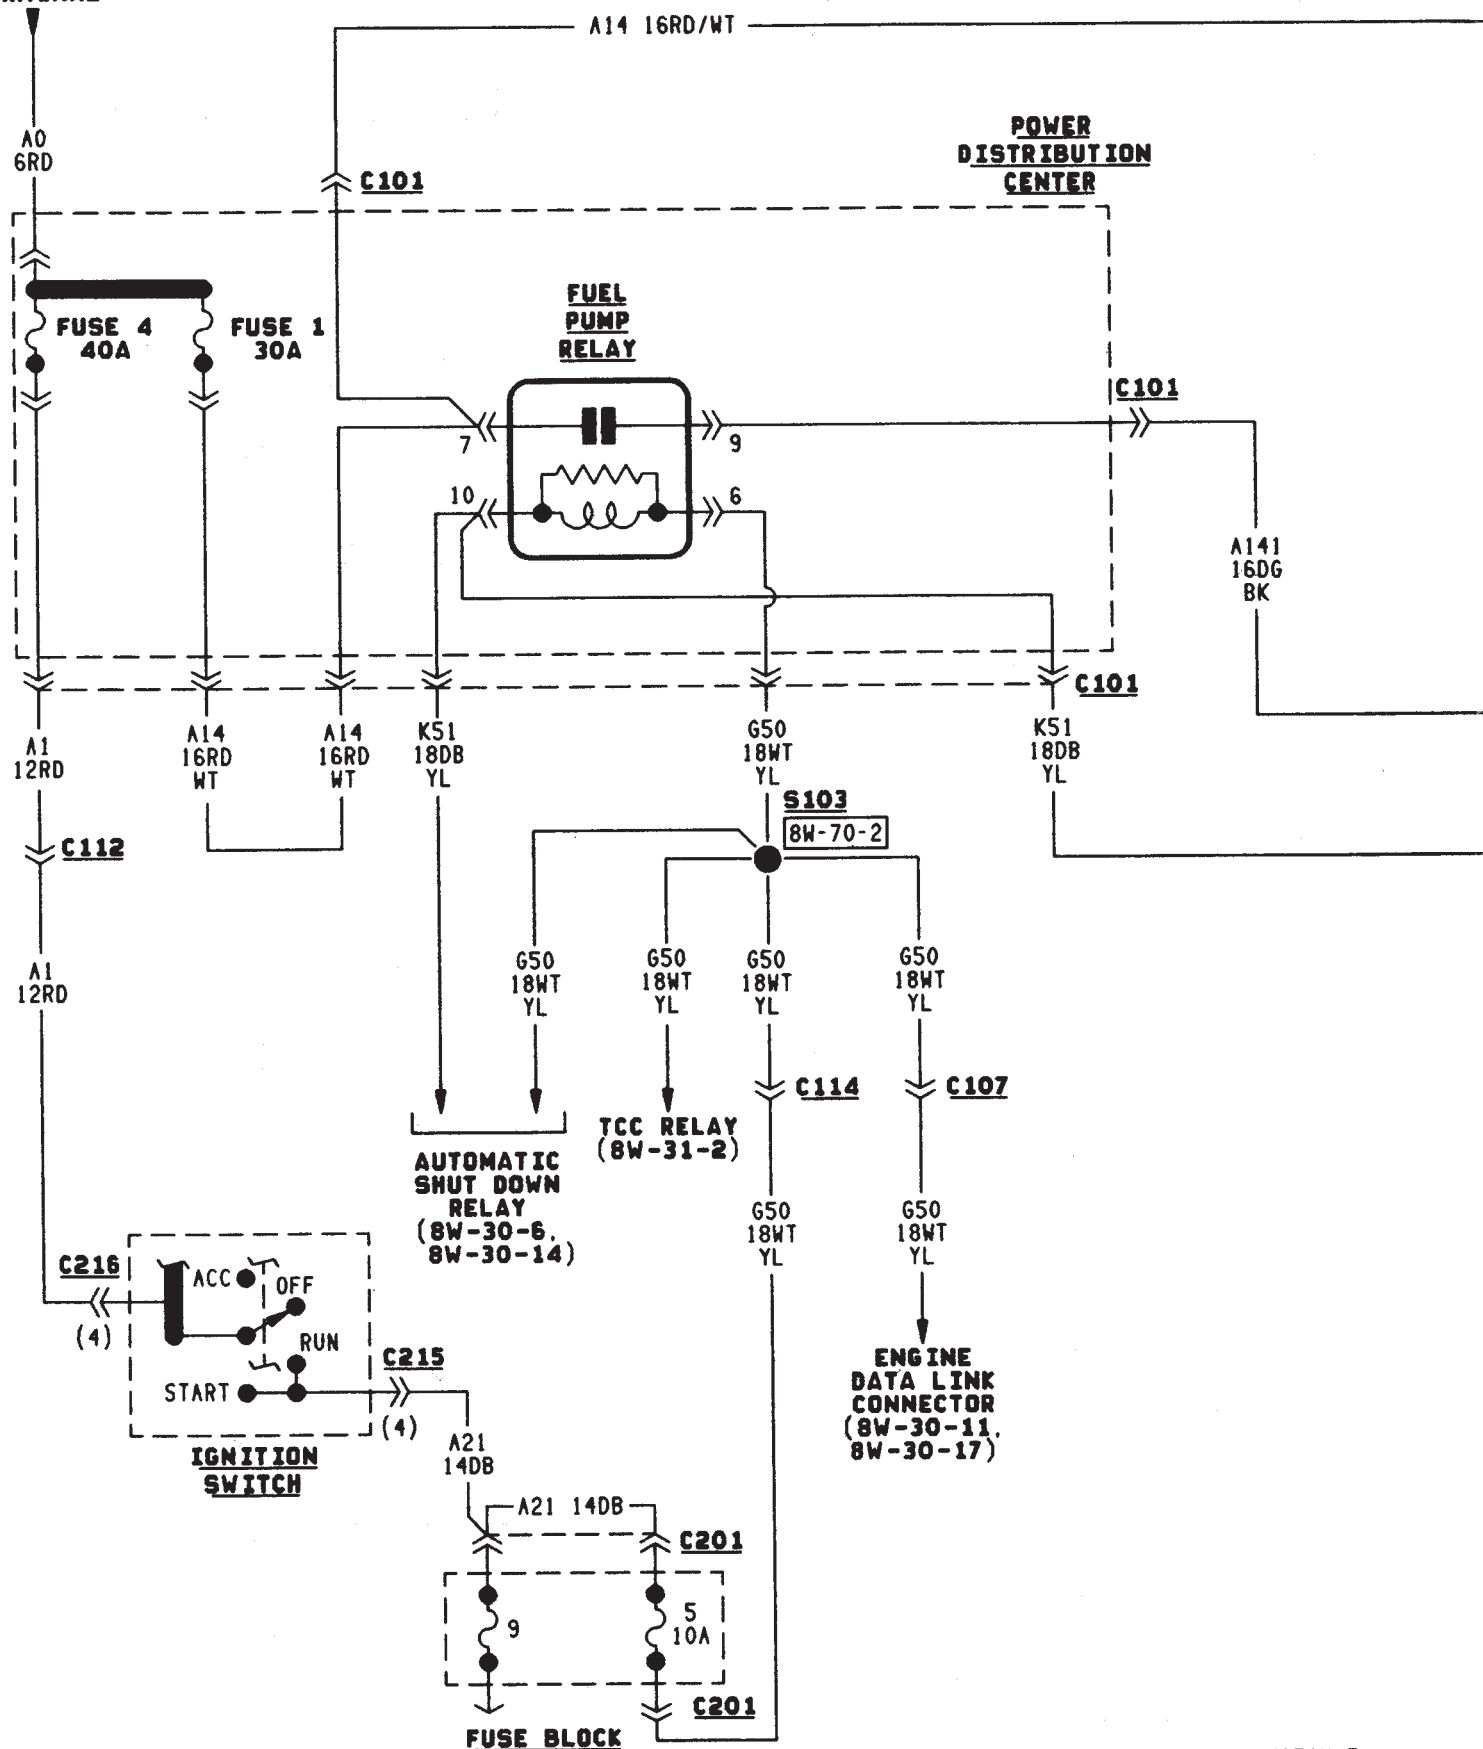 A14 16RD/WT
A0
6RD
C101
POWER
DISTRIBUTION
CENTER
FUSE 4
40A
FUSE 1
30A
FUEL
PUMP
RELAY
C101
7
9
10
6
A141
16DG
BK
C101
A1
12RD
A14
16RD
WT
A14
16RD
WT
K51
18DB
YL
G50
18WT
YL
K51
18DB
YL
S103
8W-70-2
C112
A1
12RD
G50
18WT
YL
G50
18WT
YL
G50
18WT
YL
G50
18WT
YL
C114
C107
AUTOMATIC
SHUT DOWN
RELAY
(8W-30-6,
8W-30-14)
TCC RELAY
(8W-31-2)
G50
18WT
YL
G50
18WT
YL
C216
(4)
ACC
OFF
RUN
START
IGNITION
SWITCH
C215
(4)
ENGINE
DATA LINK
CONNECTOR
(8W-30-11,
8W-30-17)
A21
14DB
A21 14DB
C201
9
5
10A
C201
FUSE BLOCK